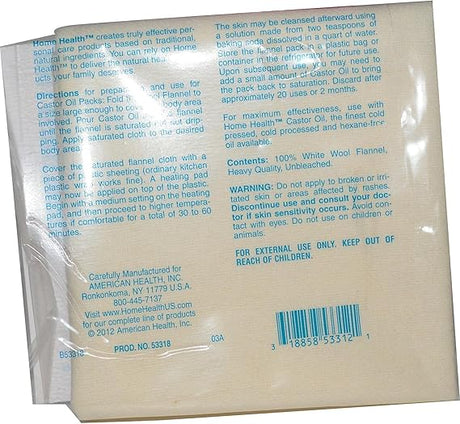 Home Health™ creates truly effective per-
sonal care products based on traditional,
natural ingredients. You can rely on Home
Health™ to deliver the natural
ucts your family deserves.
Directions for preparation and use for
Castor Oil Packs. Fold Flannel to
a size large enough to cover body area
involved. Pour Castor Oil flannel
until the flannel is saturated but not drip-
ping. Apply saturated cloth to the desired
body area.
Cover the saturated flannel cloth with a
piece of plastic sheeting (ordinary kitchen
plastic wrap works fine). A heating pad
may now be applied on top of the plastic.
Begin with a medium setting on the heating
pad, and then proceed to higher tempera-
tures if comfortable for a total of 30 to 60
minutes.
Carefully Manufactured for
AMERICAN HEALTH, INC.
Ronkonkoma, NY 11779 U.S.A.
800-445-7137
Visit www.HomeHealthUS.com
for our complete line of products
© 2012 American Health, Inc.
B53318
PROD. NO. 53318
03A
The skin may be cleansed afterward using
a solution made from two teaspoons of
baking soda dissolved in a quart of water.
Store the flannel pack in a plastic bag or
container in the refrigerator for future use.
Upon subsequent use, you may need to
add a small amount of Castor Oil to bring
the pack back to saturation. Discard after
approximately 20 uses or 2 months.
For maximum effectiveness, use with
Home Health™ Castor Oil, the finest cold
pressed, cold processed and hexane-free
oil available.
Contents: 100% White Wool Flannel,
Heavy Quality, Unbleached.
WARNING: Do not apply to broken or irri-
tated skin or areas affected by rashes.
Discontinue use and consult your doc-
tor if skin sensitivity occurs. Avoid con-
tact with eyes. Do not use on children or
animals.
FOR EXTERNAL USE ONLY. KEEP OUT OF
REACH OF CHILDREN.
3 18858 53312 1